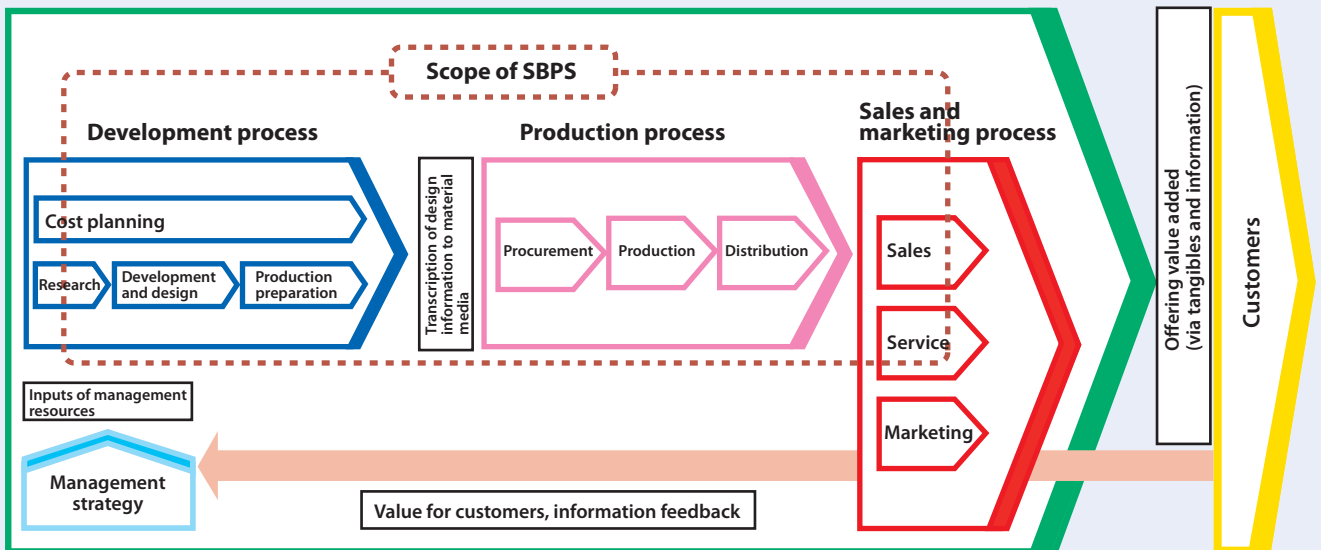 Scope of SBPS
Development process
Production process
Sales and
marketing process
Cost planning
Research
Development
and design
Production
preparation
Transcription of design
information to material
media
Procurement
Production
Distribution
Sales
Service
Marketing
Offering value added
(via tangibles and information)
Customers
Inputs of management
resources
Management
strategy
Value for customers, information feedback